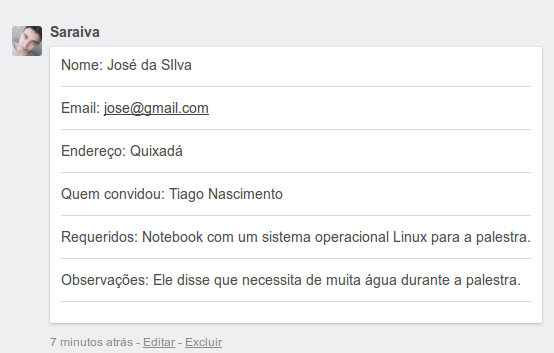 Saraiva
Nome: José da SIlva
Email: jose@gmail.com
Endereço: Quixadá
Quem convidou: Tiago Nascimento
Requeridos: Notebook com um sistema operacional Linux para a palestra.
Observações: Ele disse que necessita de muita água durante a palestra.
7 minutos atrás - Editar - Excluir